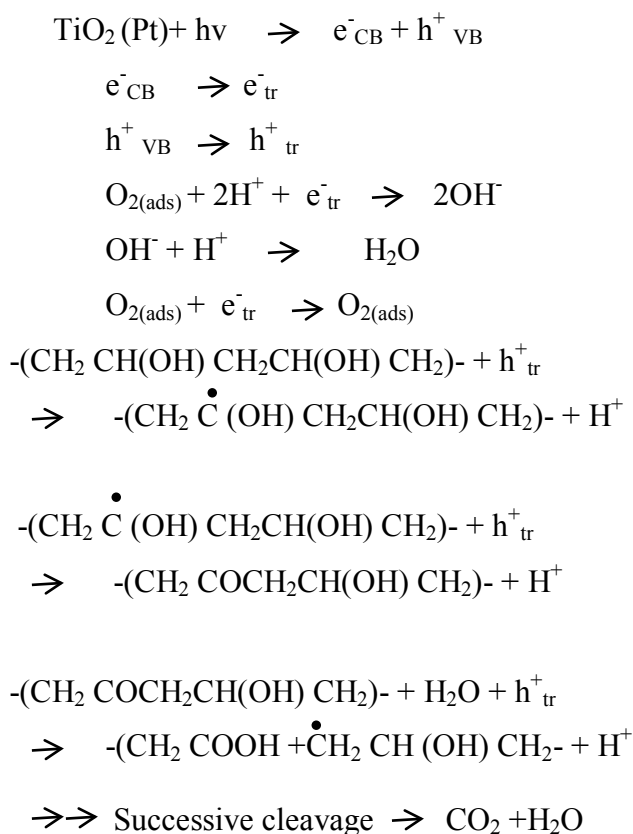 TiO₂ (Pt)+ hv → e⁻CB + h⁺ VB
e⁻CB → e⁻tr
h⁺ VB → h⁺ tr
O₂(ads) + 2H⁺ + e⁻tr → 2OH⁻
OH⁻ + H⁺ → H₂O
O₂(ads) + e⁻tr → O₂(ads)
-(CH₂ CH(OH) CH₂CH(OH) CH₂)- + h⁺tr
→ -(CH₂ Ċ (OH) CH₂CH(OH) CH₂)- + H⁺
-(CH₂ Ċ (OH) CH₂CH(OH) CH₂)- + h⁺tr
→ -(CH₂ COCH₂CH(OH) CH₂)- + H⁺
-(CH₂ COCH₂CH(OH) CH₂)- + H₂O + h⁺tr
→ -(CH₂ COOH +ĊH₂ CH (OH) CH₂- + H⁺
→→ Successive cleavage → CO₂ +H₂O